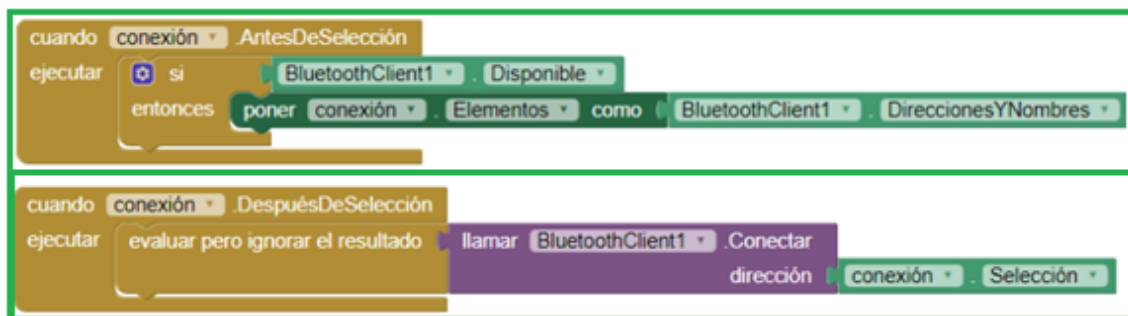 cuando conexión .AntesDeSelección
ejecutar si BluetoothClient1 . Disponible
entonces poner conexión . Elementos como BluetoothClient1 . DireccionesYNombres
cuando conexión .DespuésDeSelección
ejecutar evaluar pero ignorar el resultado llamar BluetoothClient1 .Conectar
dirección conexión . Selección